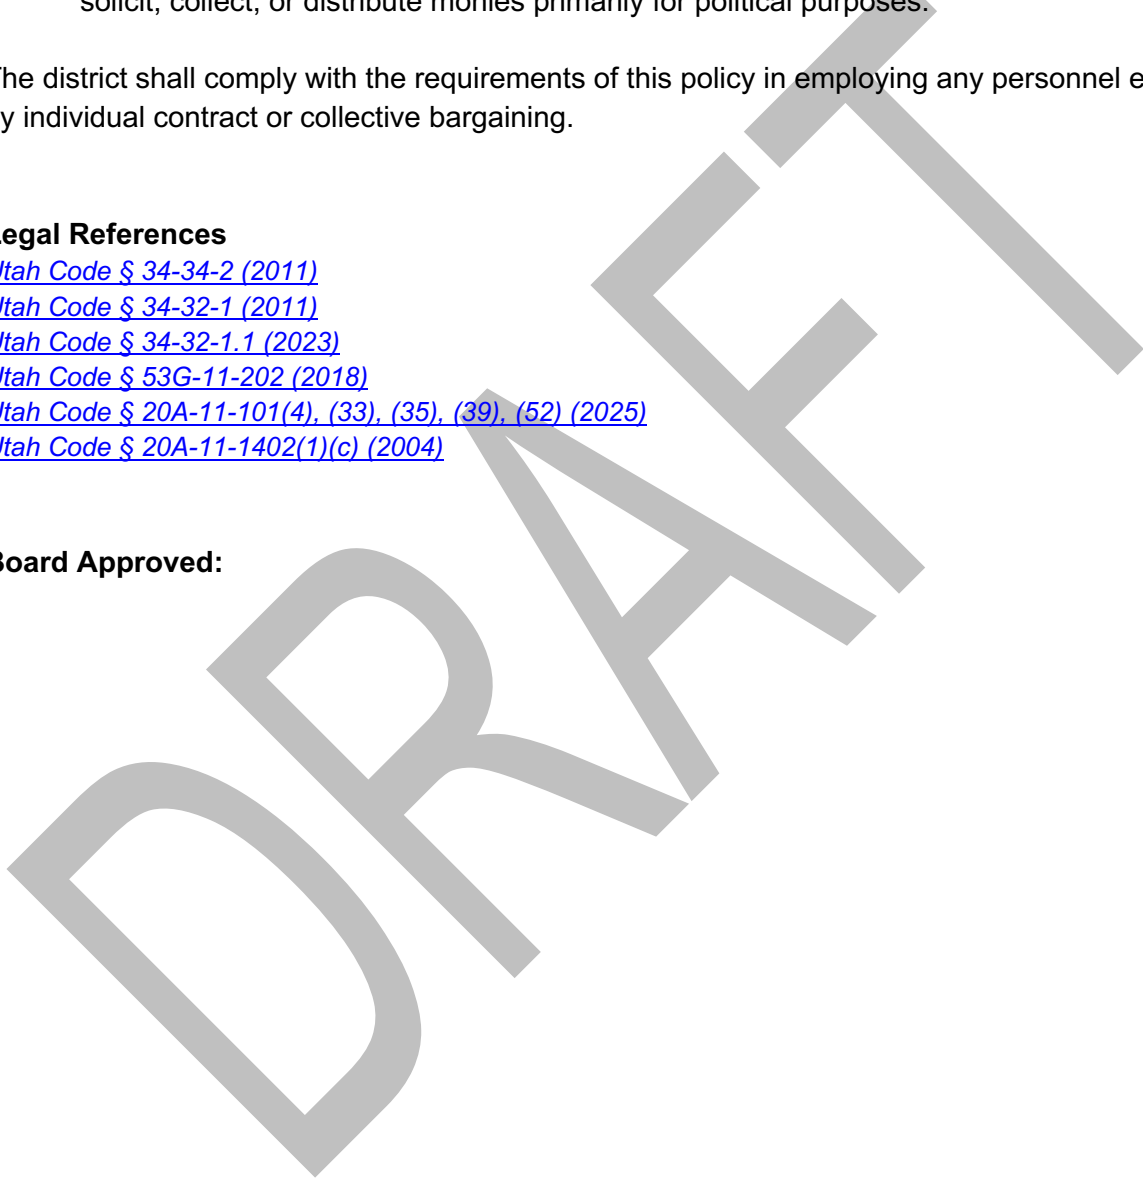 solicit, collect, or distribute monies primarily for political purposes.
he district shall comply with the requirements of this policy in employing any personnel e
y individual contract or collective bargaining.
egal References
tah Code § 34-34-2 (2011)
tah Code § 34-32-1 (2011)
tah Code § 34-32-1.1 (2023)
tah Code § 53G-11-202 (2018)
tah Code § 20A-11-101(4), (33), (35), (39), (52) (2025)
tah Code § 20A-11-1402(1)(c) (2004)
oard Approved:
DRAFT